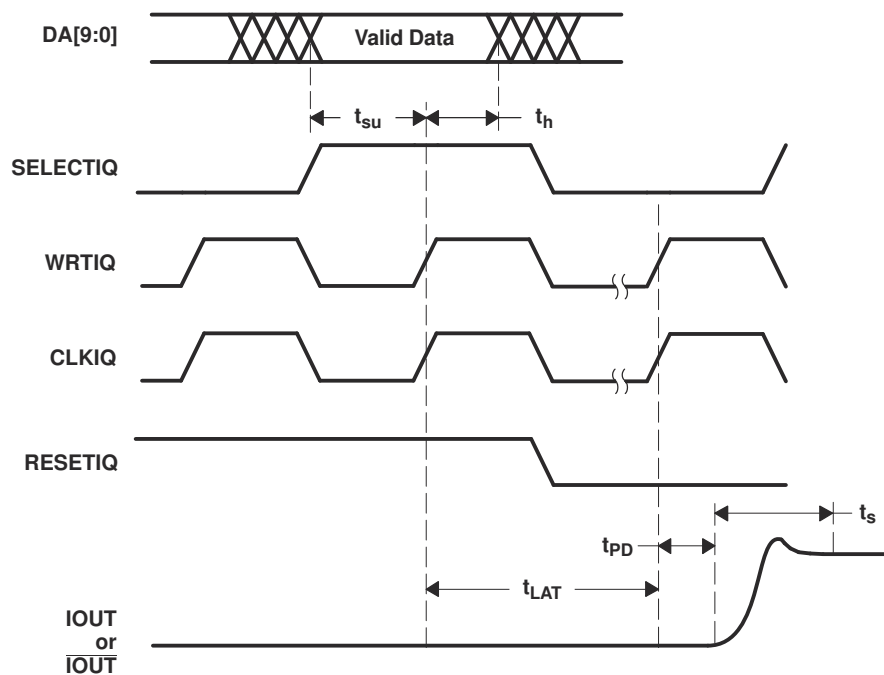 DA[9:0]
Valid Data
tsu
th
SELECTIQ
WRTIQ
CLKIQ
RESETIQ
ts
tPD
tLAT
IOUT
or
IOUT